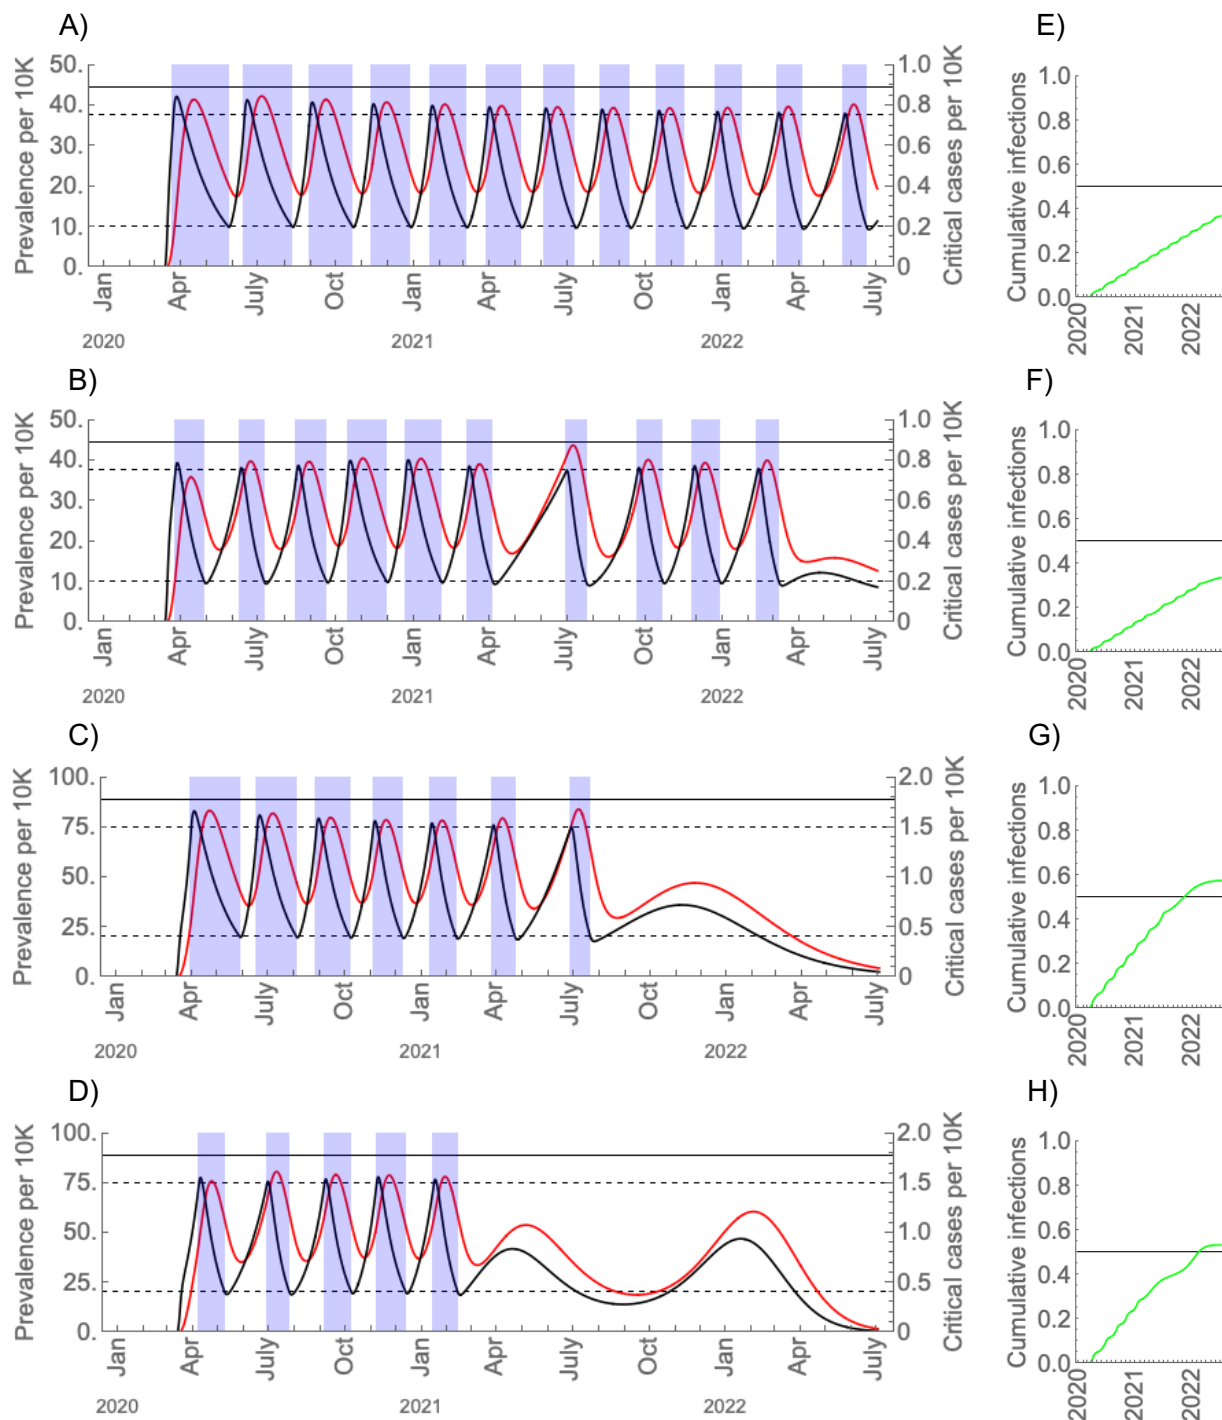 A)
E)
Prevalence per 10K
50.
40.
30.
20.
10.
0.
1.0
0.8
0.6
0.4
0.2
0
Critical cases per 10K
Jan
Apr
July
Oct
Jan
Apr
July
Oct
Jan
Apr
July
2020
2021
2022
Cumulative infections
1.0
0.8
0.6
0.4
0.2
0.0
2020
2021
2022
B)
F)
Prevalence per 10K
50.
40.
30.
20.
10.
0.
1.0
0.8
0.6
0.4
0.2
0
Critical cases per 10K
Jan
Apr
July
Oct
Jan
Apr
July
Oct
Jan
Apr
July
2020
2021
2022
Cumulative infections
1.0
0.8
0.6
0.4
0.2
0.0
2020
2021
2022
C)
G)
Prevalence per 10K
100.
75.
50.
25.
0.
2.0
1.5
1.0
0.5
0
Critical cases per 10K
Jan
Apr
July
Oct
Jan
Apr
July
Oct
Jan
Apr
July
2020
2021
2022
Cumulative infections
1.0
0.8
0.6
0.4
0.2
0.0
2020
2021
2022
D)
H)
Prevalence per 10K
100.
75.
50.
25.
0.
2.0
1.5
1.0
0.5
0
Critical cases per 10K
Jan
Apr
July
Oct
Jan
Apr
July
Oct
Jan
Apr
July
2020
2021
2022
Cumulative infections
1.0
0.8
0.6
0.4
0.2
0.0
2020
2021
2022